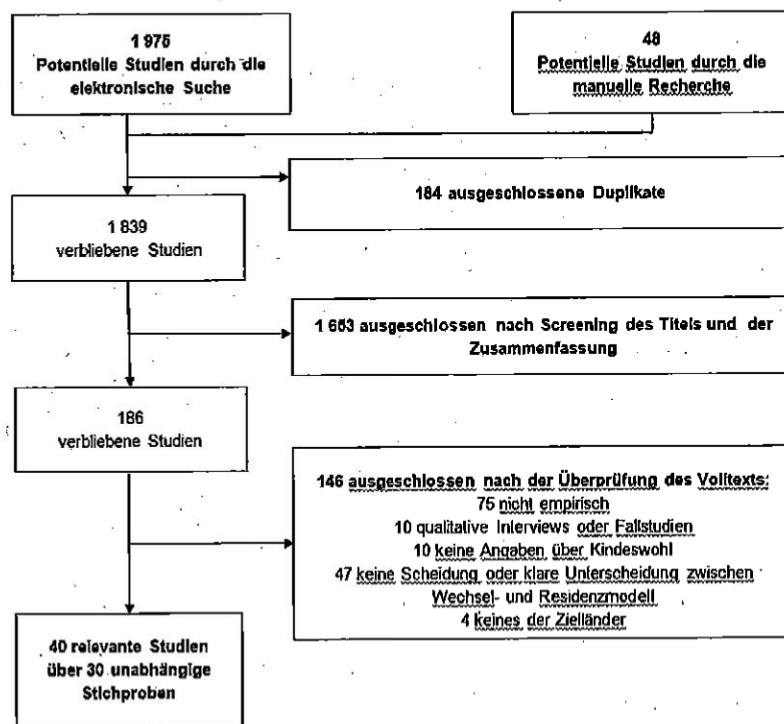 1 975
Potentielle Studien durch die
elektronische Suche
48
Potentielle Studien durch die
manuelle Recherche
184 ausgeschlossene Duplikate
1 839
verbliebene Studien
1 653 ausgeschlossen nach Screening des Titels und der
Zusammenfassung
186
verbliebene Studien
146 ausgeschlossen nach der Überprüfung des Volltexts:
75 nicht empirisch
10 qualitative Interviews oder Fallstudien
10 keine Angaben über Kindeswohl
47 keine Scheidung oder klare Unterscheidung zwischen
Wechsel- und Residenzmodell
4 keines der Zielländer
40 relevante Studien
über 30 unabhängige
Stichproben